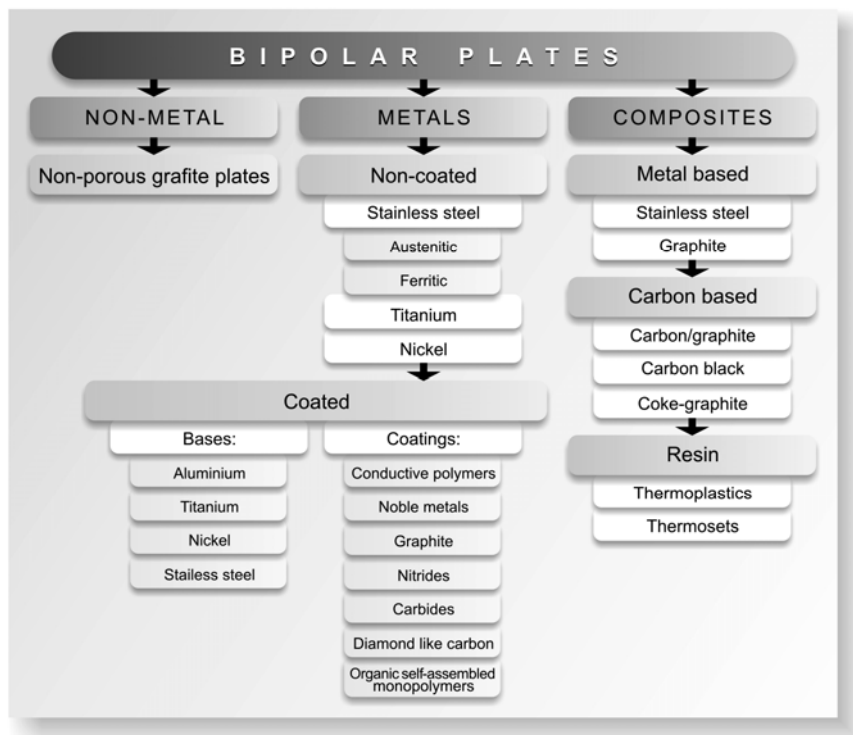 BIPOLAR PLATES
NON-METAL
Non-porous grafite plates
METALS
Non-coated
Stainless steel
Austenitic
Ferritic
Titanium
Nickel
Coated
Bases:
Aluminium
Titanium
Nickel
Stailess steel
Coatings:
Conductive polymers
Noble metals
Graphite
Nitrides
Carbides
Diamond like carbon
Organic self-assembled
monopolymers
COMPOSITES
Metal based
Stainless steel
Graphite
Carbon based
Carbon/graphite
Carbon black
Coke-graphite
Resin
Thermoplastics
Thermosets